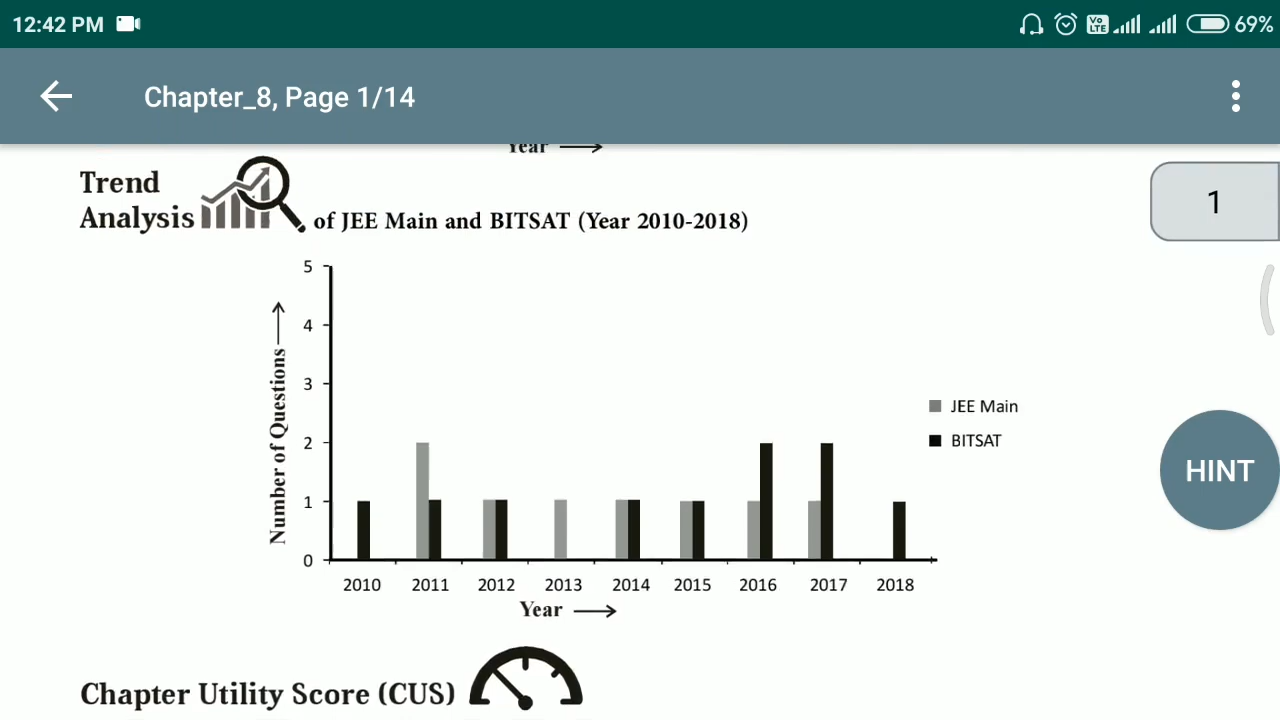 12:42 PM
Vo LTE
69%
Chapter_8, Page 1/14
Year
Trend
Analysis
of JEE Main and BITSAT (Year 2010-2018)
1
5
4
3
2
1
0
Number of Questions
JEE Main
BITSAT
HINT
2010 2011 2012 2013 2014 2015 2016 2017 2018
Year
Chapter Utility Score (CUS)